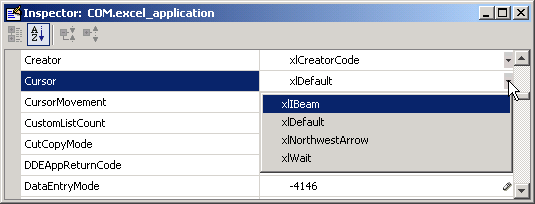 Inspector: COM.excel_application
Creator xlCreatorCode
Cursor xlDefault
CursorMovement
xlIBeam
CustomListCount
xlDefault
CutCopyMode
xlNorthwestArrow
DDEAppReturnCode
xlWait
DataEntryMode -4146